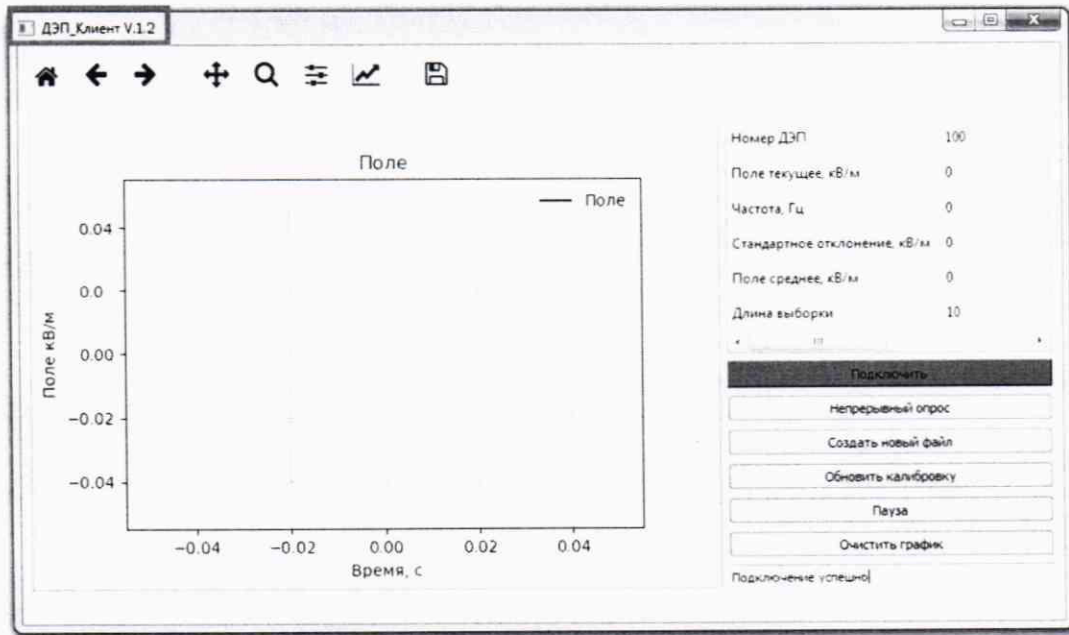 ДЭП_Клиент V.1.2
Поле
Поле
0.04
0.0
0.00
−0.02
−0.04
Поле кВ/м
−0.04 −0.02 0.00 0.02 0.04
Время, с
Номер ДЭП 100
Поле текущее, кВ/м 0
Частота, Гц 0
Стандартное отклонение, кВ/м 0
Поле среднее, кВ/м 0
Длина выборки 10
Подключить
Непрерывный опрос
Создать новый файл
Обновить калибровку
Пауза
Очистить график
Подключение успешно